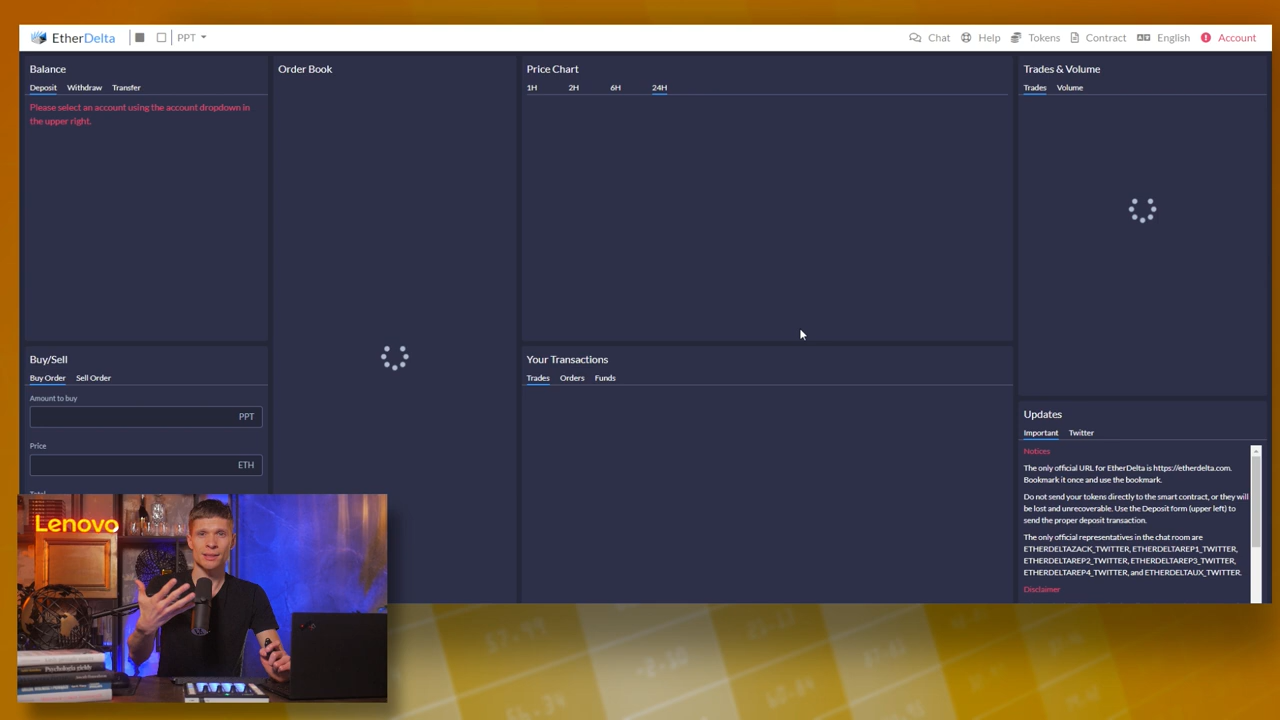 EtherDelta
PPT
Chat
Help
Tokens
Contract
English
Account
Balance
Deposit Withdraw Transfer
Please select an account using the account dropdown in
the upper right.
Order Book
Price Chart
1H 2H 6H 24H
Trades & Volume
Trades Volume
Buy/Sell
Buy Order Sell Order
Amount to buy
PPT
Price
ETH
Total
Your Transactions
Trades Orders Funds
Updates
Important Twitter
Notices
The only official URL for EtherDelta is https://etherdelta.com.
Bookmark it once and use the bookmark.
Do not send your tokens directly to the smart contract, or they will
be lost and unrecoverable. Use the Deposit form (upper left) to
send the proper deposit transaction.
The only official representatives in the chat room are
ETHERDELTAZACK_TWITTER, ETHERDELTAREP1_TWITTER,
ETHERDELTAREP2_TWITTER, ETHERDELTAREP3_TWITTER,
ETHERDELTAREP4_TWITTER, and ETHERDELTAUX_TWITTER.
Disclaimer
Lenovo
Psychologia giełdy